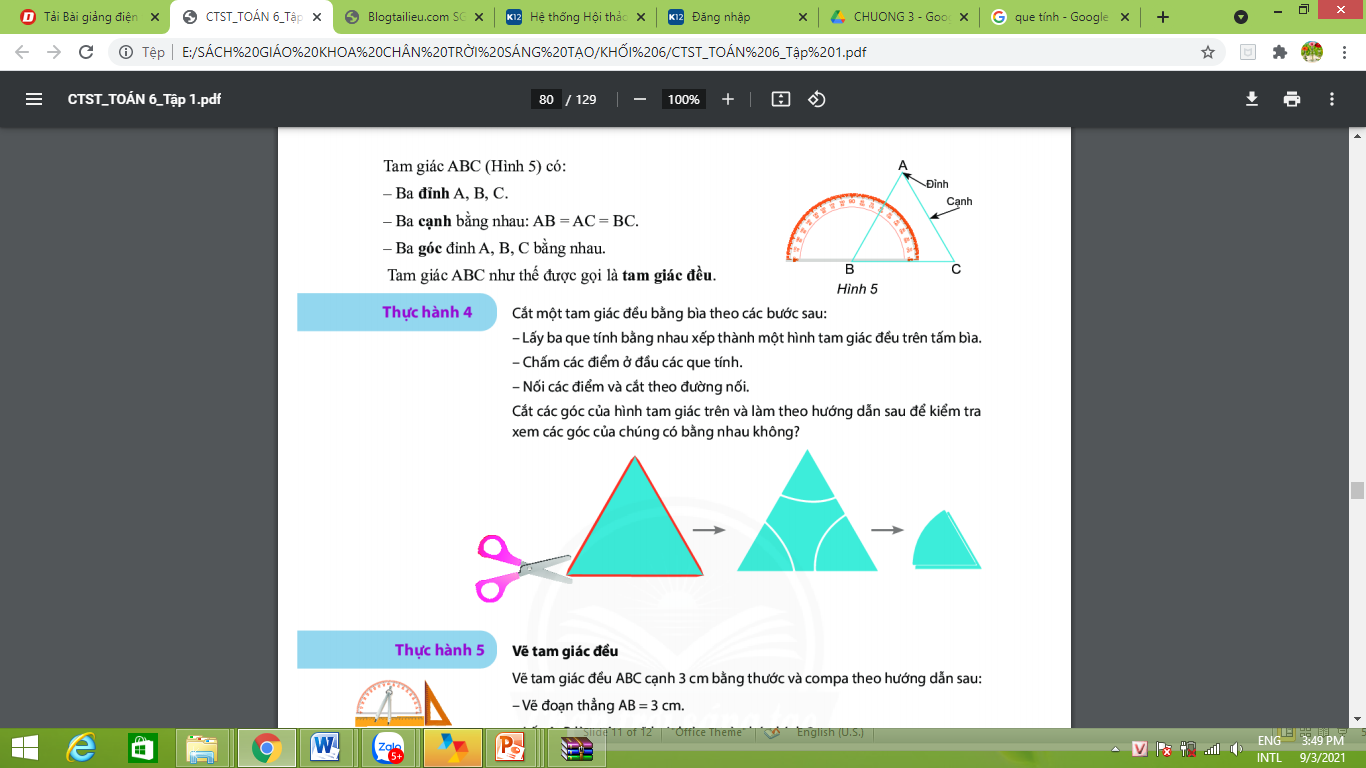 Tải Bài giảng điện
CTST_TOÁN 6_Tập
Blogtailieu.com SG
Hệ thống Hội thảo
Đăng nhập
CHUONG 3 - Goo
que tính - Google
Tệp
E:/SÁCH%20GIÁO%20KHOA%20CHÂN%20TRỜI%20SÁNG%20TẠO/KHỐI%206/CTST_TOÁN%206_Tập%201.pdf
CTST_TOÁN 6_Tập 1.pdf
80 / 129
100%
Tam giác ABC (Hình 5) có:
– Ba đỉnh A, B, C.
– Ba cạnh bằng nhau: AB = AC = BC.
– Ba góc đỉnh A, B, C bằng nhau.
Tam giác ABC như thế được gọi là tam giác đều.
A
Đỉnh
Cạnh
B
C
Hình 5
Thực hành 4
Cắt một tam giác đều bằng bìa theo các bước sau:
– Lấy ba que tính bằng nhau xếp thành một hình tam giác đều trên tấm bìa.
– Chấm các điểm ở đầu các que tính.
– Nối các điểm và cắt theo đường nối.
Cắt các góc của hình tam giác trên và làm theo hướng dẫn sau để kiểm tra
xem các góc của chúng có bằng nhau không?
Thực hành 5
Vẽ tam giác đều
Vẽ tam giác đều ABC cạnh 3 cm bằng thước và compa theo hướng dẫn sau:
– Vẽ đoạn thẳng AB = 3 cm.
Slide 11 of 12
"Office Theme"
English (U.S.)
Zalo
5+
ENG
INTL
3:49 PM
9/3/2021